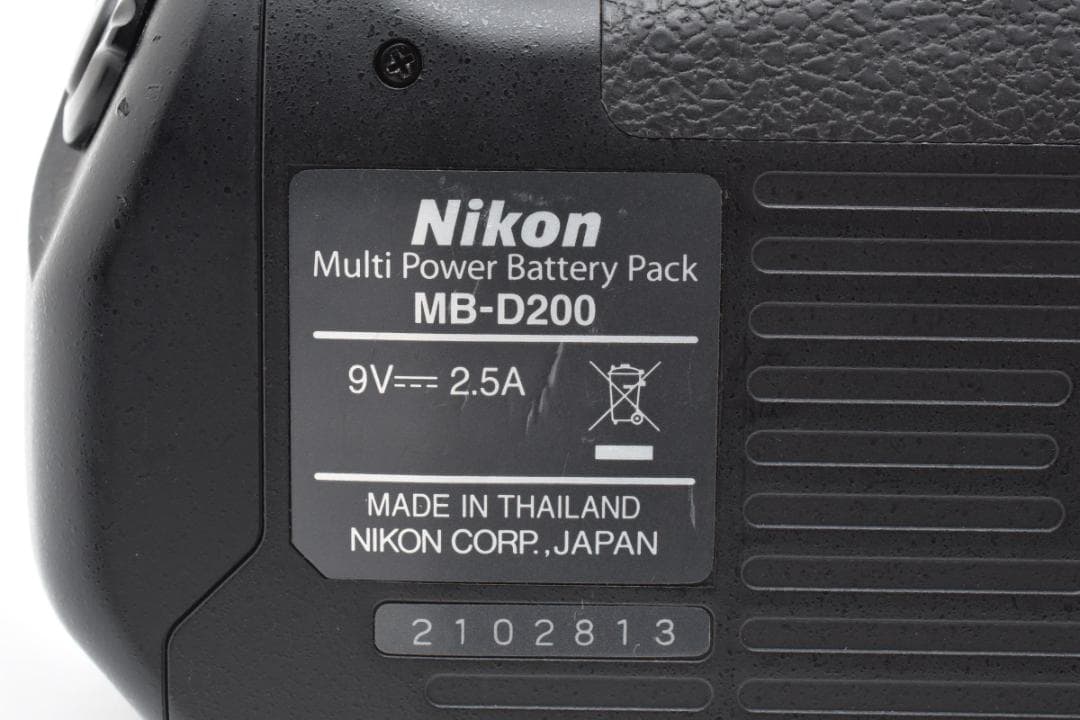 Nikon
Multi Power Battery Pack
MB-D200
9V⎓ 2.5A
MADE IN THAILAND
NIKON CORP.,JAPAN
2102813